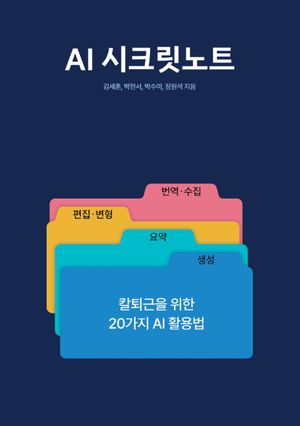 AI 시크릿노트
김세훈, 박현서, 박수미, 장원석 지음
번역·수집
편집·변형
요약
생성
칼퇴근을 위한
20가지 AI 활용법